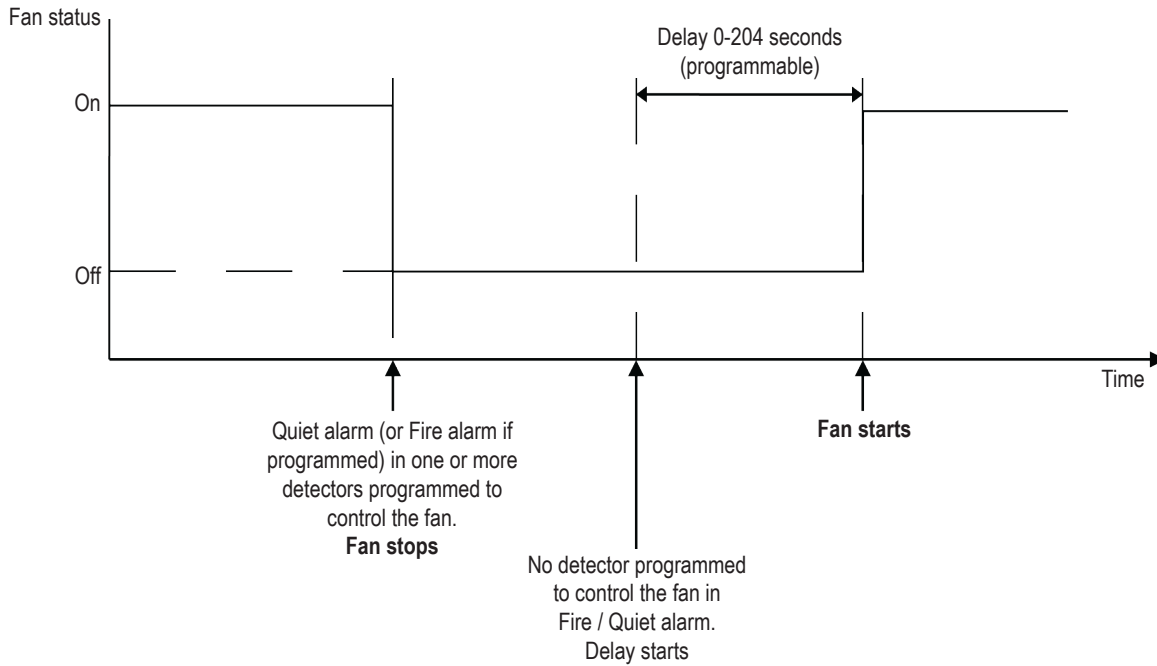 Fan status
Delay 0-204 seconds
(programmable)
On
Off
Time
Quiet alarm (or Fire alarm if
programmed) in one or more
detectors programmed to
control the fan.
Fan stops
Fan starts
No detector programmed
to control the fan in
Fire / Quiet alarm.
Delay starts